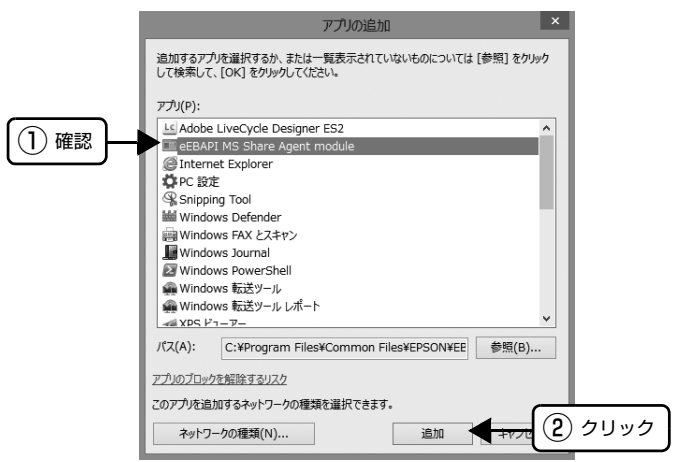 アプリの追加
追加するアプリを選択するか、または一覧表示されていないものについては [参照] をクリック
して検索して、[OK] をクリックしてください。
アプリ(P):
Adobe LiveCycle Designer ES2
① 確認
eEBAPI MS Share Agent module
Internet Explorer
PC 設定
Snipping Tool
Windows Defender
Windows FAX とスキャン
Windows Journal
Windows PowerShell
Windows 転送ツール
Windows 転送ツール レポート
XPS ビューアー
パス(A): C:¥Program Files¥Common Files¥EPSON¥EE 参照(B)...
アプリのブロックを解除するリスク
このアプリを追加するネットワークの種類を選択できます。
ネットワークの種類(N)... 追加
② クリック